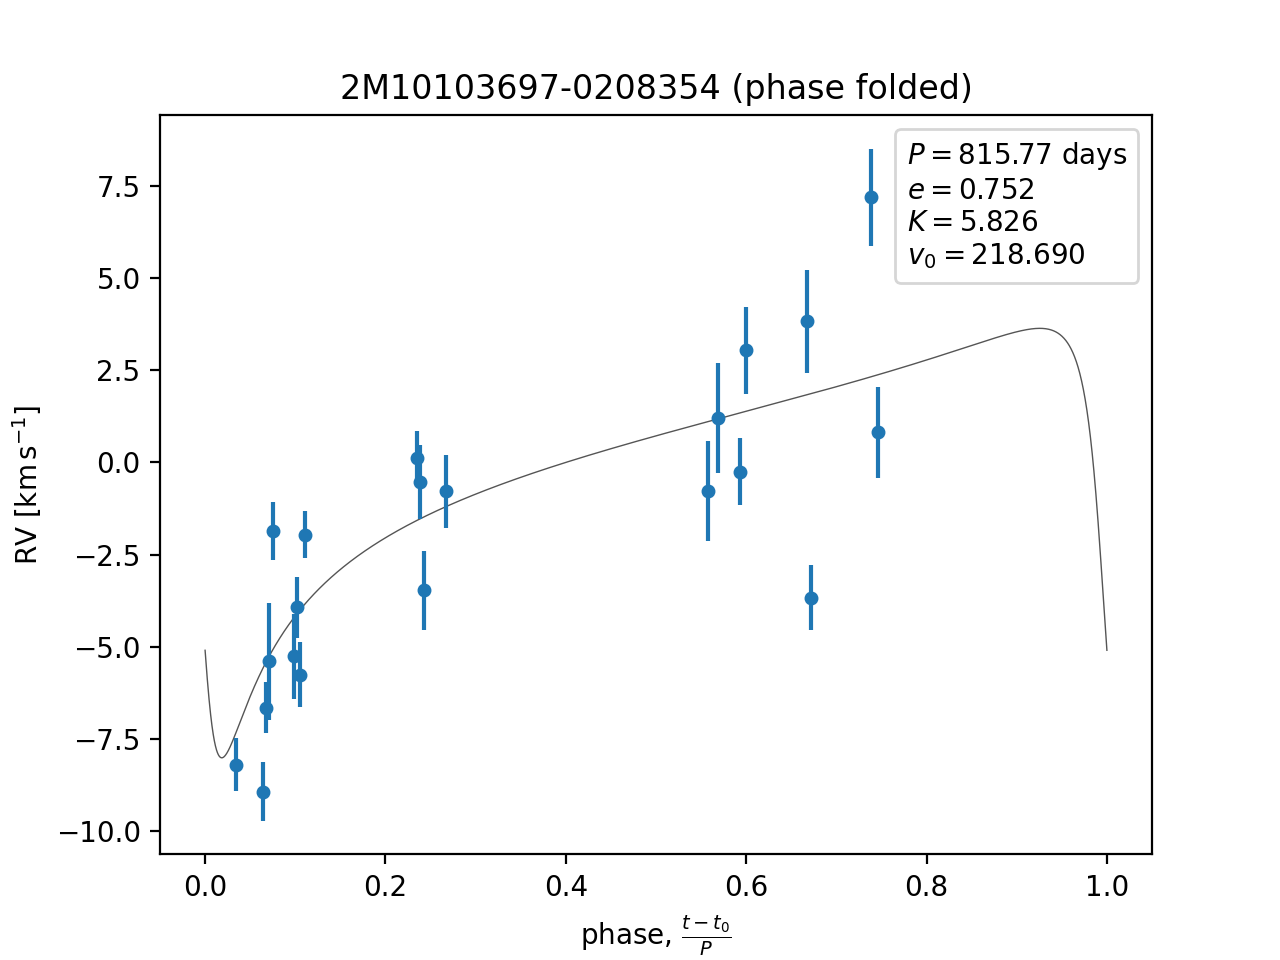 2M10103697-0208354 (phase folded)
P = 815.77 days
e = 0.752
K = 5.826
v₀ = 218.690
7.5
5.0
2.5
0.0
−2.5
−5.0
−7.5
−10.0
RV [km s⁻¹]
0.0 0.2 0.4 0.6 0.8 1.0
phase, (t − t₀)/P